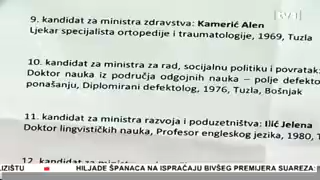 9. kandidat za ministra zdravstva: Kamerić Alen
Ljekar specijalista ortopedije i traumatologije, 1969, Tuzla
10. kandidat za ministra za rad, socijalnu politiku i povratak:
Doktor nauka iz područja odgojnih nauka – polje defektol
ponašanju, Diplomirani defektolog, 1976, Tuzla, Bošnjak
11. kandidat za ministra razvoja i poduzetništva: Ilić Jelena
Doktor lingvističkih nauka, Profesor engleskog jezika, 1980, T
12. kandidat za
LIZIŠTU HILJADE ŠPANACA NA ISPRAĆAJU BIVŠEG PREMIJERA SUAREZA: